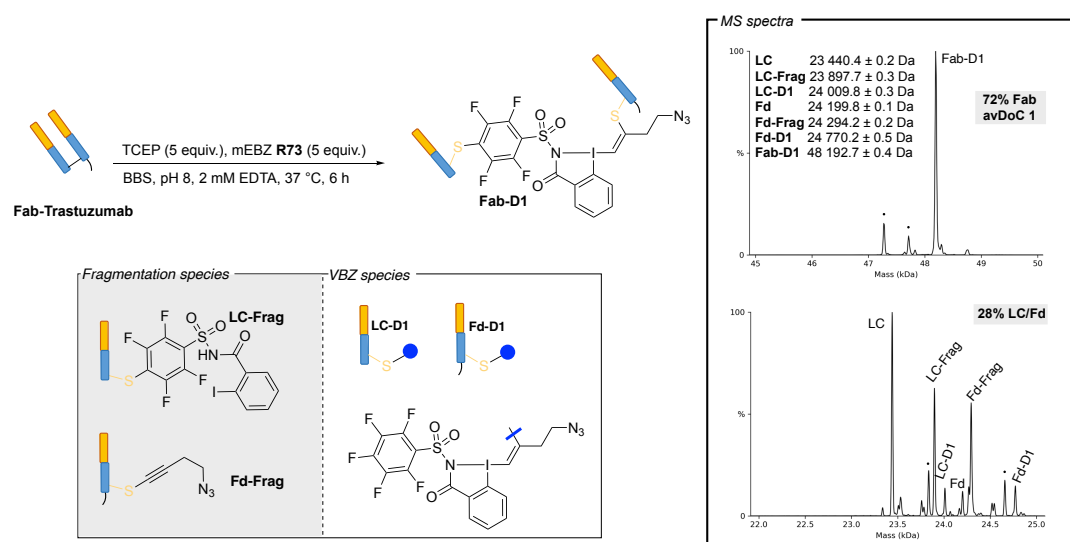 TCEP (5 equiv.), mEBZ R73 (5 equiv.)
BBS, pH 8, 2 mM EDTA, 37 °C, 6 h
Fab-Trastuzumab
F
F
S
F
F
S
O
O
N
O
I
S
N3
Fab-D1
Fragmentation species
LC-Frag
F
F
S
F
F
S
O
O
HN
O
I
S
N3
Fd-Frag
VBZ species
LC-D1
S
Fd-D1
S
F
F
F
F
F
S
O
O
N
O
I
N3
MS spectra
LC 23 440.4 ± 0.2 Da
LC-Frag 23 897.7 ± 0.3 Da
LC-D1 24 009.8 ± 0.3 Da
Fd 24 199.8 ± 0.1 Da
Fd-Frag 24 294.2 ± 0.2 Da
Fd-D1 24 770.2 ± 0.5 Da
Fab-D1 48 192.7 ± 0.4 Da
Fab-D1
72% Fab
avDoC 1
100
%
0
45 46 47 48 49 50
Mass (kDa)
28% LC/Fd
LC
LC-Frag
LC-D1
Fd
Fd-Frag
Fd-D1
100
%
0
22.0 22.5 23.0 23.5 24.0 24.5 25.0
Mass (kDa)